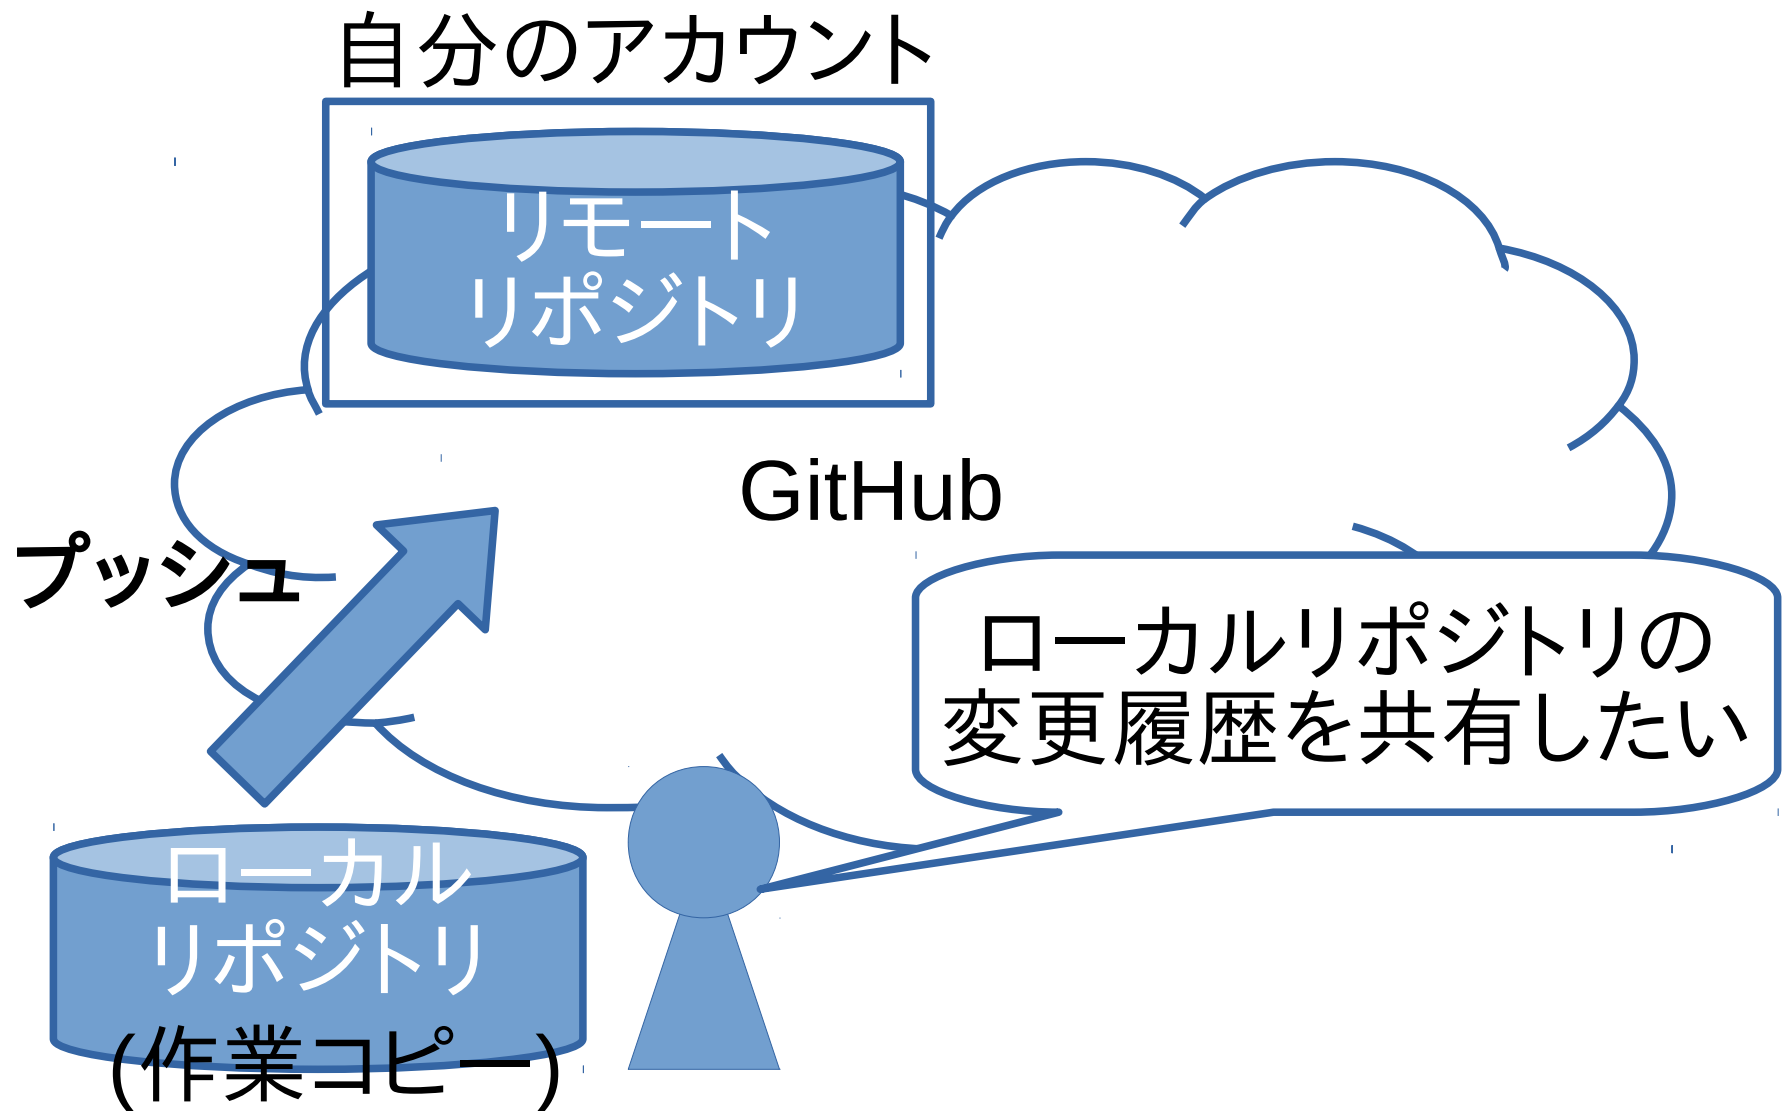 自分のアカウント
リモート
リポジトリ
GitHub
プッシュ
ローカルリポジトリの
変更履歴を共有したい
ローカル
リポジトリ
(作業コピー)